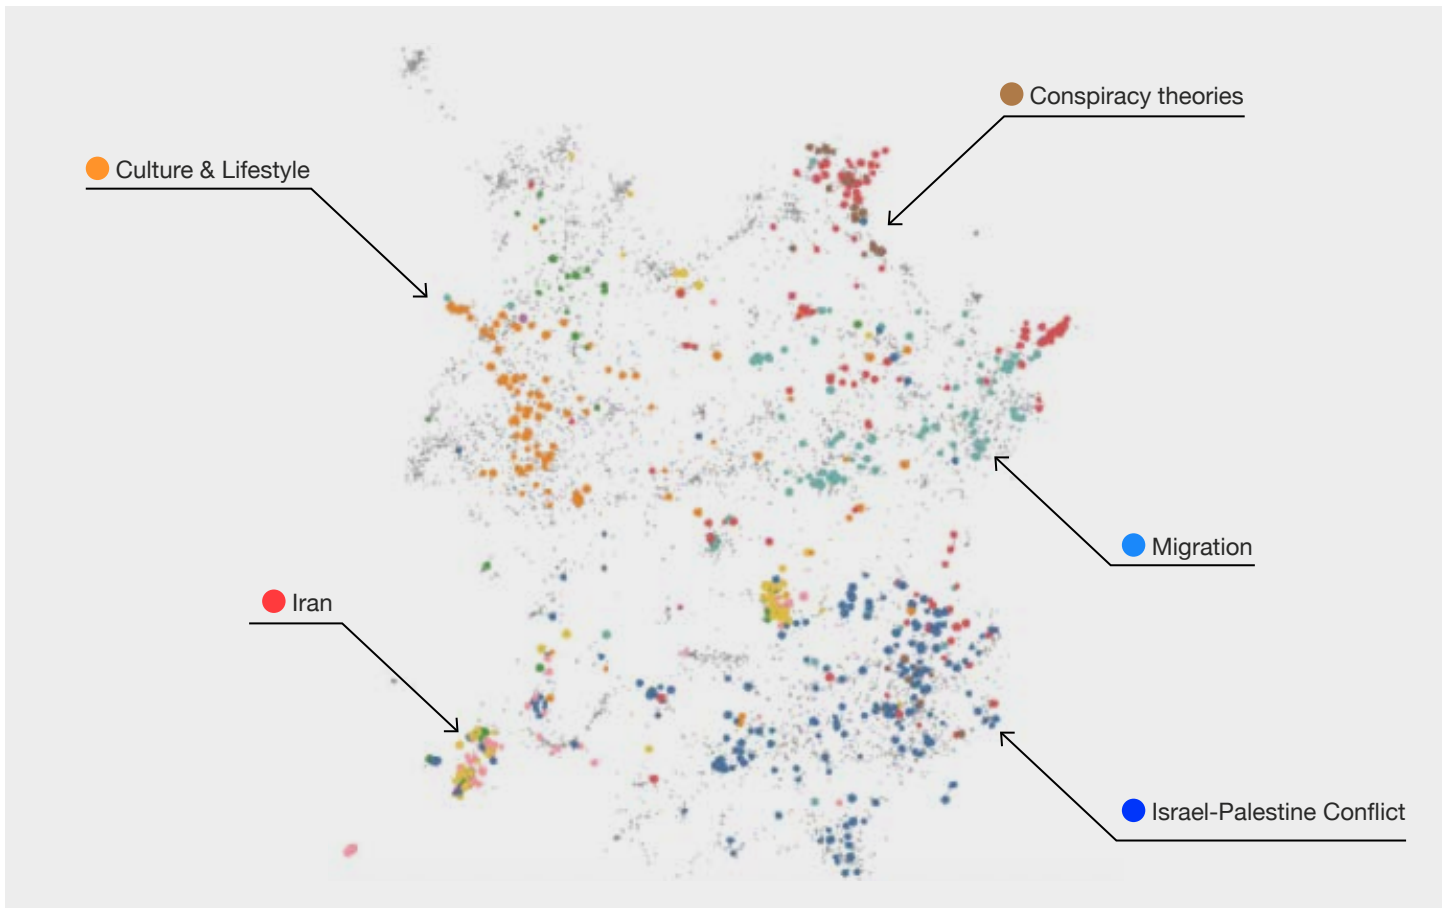 Conspiracy theories
Culture & Lifestyle
Migration
Iran
Israel-Palestine Conflict